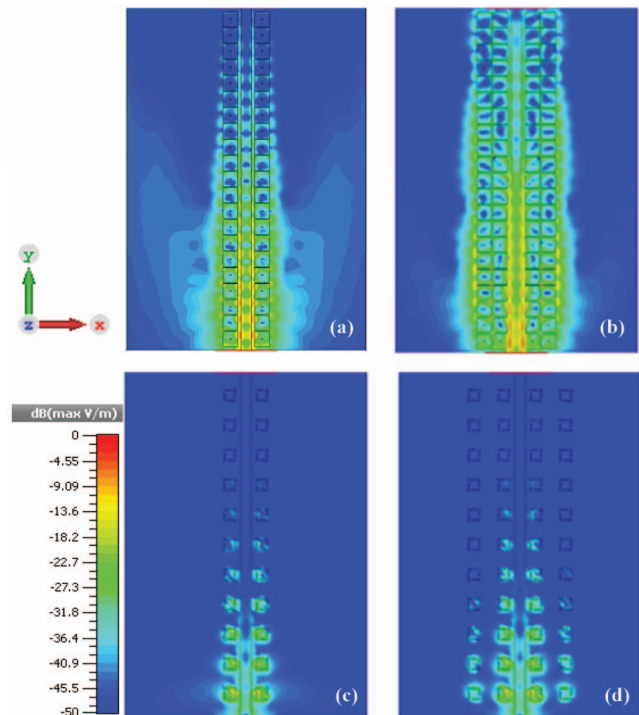 (a)
(b)
y
z
x
dB(max V/m)
0
-4.55
-9.09
-13.6
-18.2
-22.7
-27.3
-31.8
-36.4
-40.9
-45.5
-50
(c)
(d)